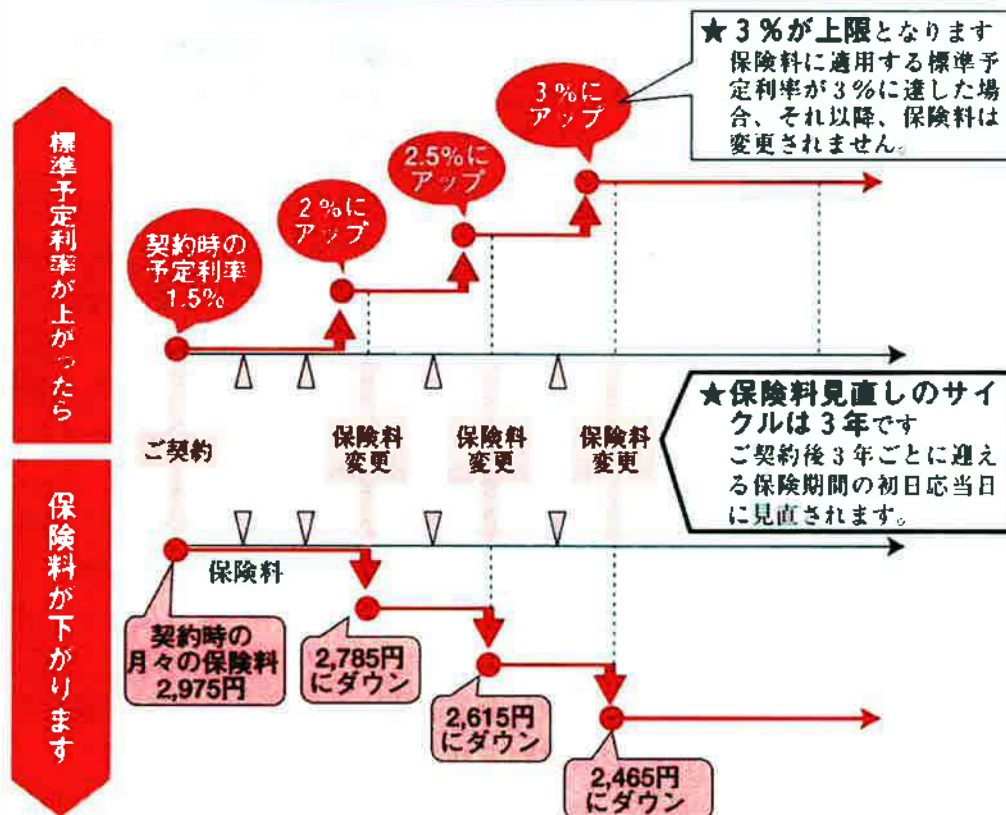 標準予定利率が上がったら
保険料が下がります
契約時の
予定利率
1.5%
2%に
アップ
2.5%に
アップ
3%に
アップ
★3%が上限となります
保険料に適用する標準予
定利率が3%に達した場
合、それ以降、保険料は
変更されません。
ご契約
保険料
変更
保険料
変更
保険料
変更
★保険料見直しのサイ
クルは3年です
ご契約後3年ごとに迎え
る保険期間の初日応当日
に見直されます。
保険料
契約時の
月々の保険料
2,975円
2,785円
にダウン
2,615円
にダウン
2,465円
にダウン